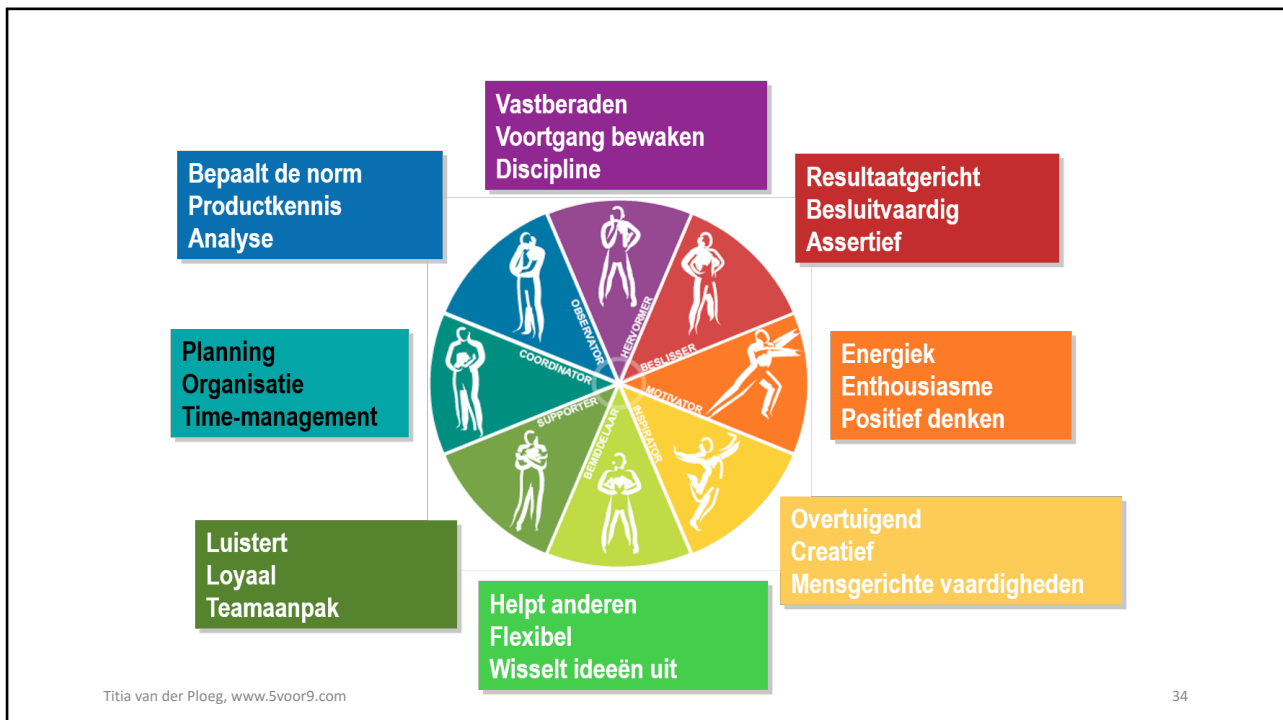 Vastberaden
Voortgang bewaken
Discipline
Bepaalt de norm
Productkennis
Analyse
Resultaatgericht
Besluitvaardig
Assertief
OBSERVATOR
HERVORMER
BESLISSER
COORDINATOR
MOTIVATOR
SUPPORTER
BEMIDDELAAR
INSPIRATOR
Planning
Organisatie
Time-management
Energiek
Enthousiasme
Positief denken
Luistert
Loyaal
Teamaanpak
Overtuigend
Creatief
Mensgerichte vaardigheden
Helpt anderen
Flexibel
Wisselt ideeën uit
Titia van der Ploeg, www.5voor9.com
34